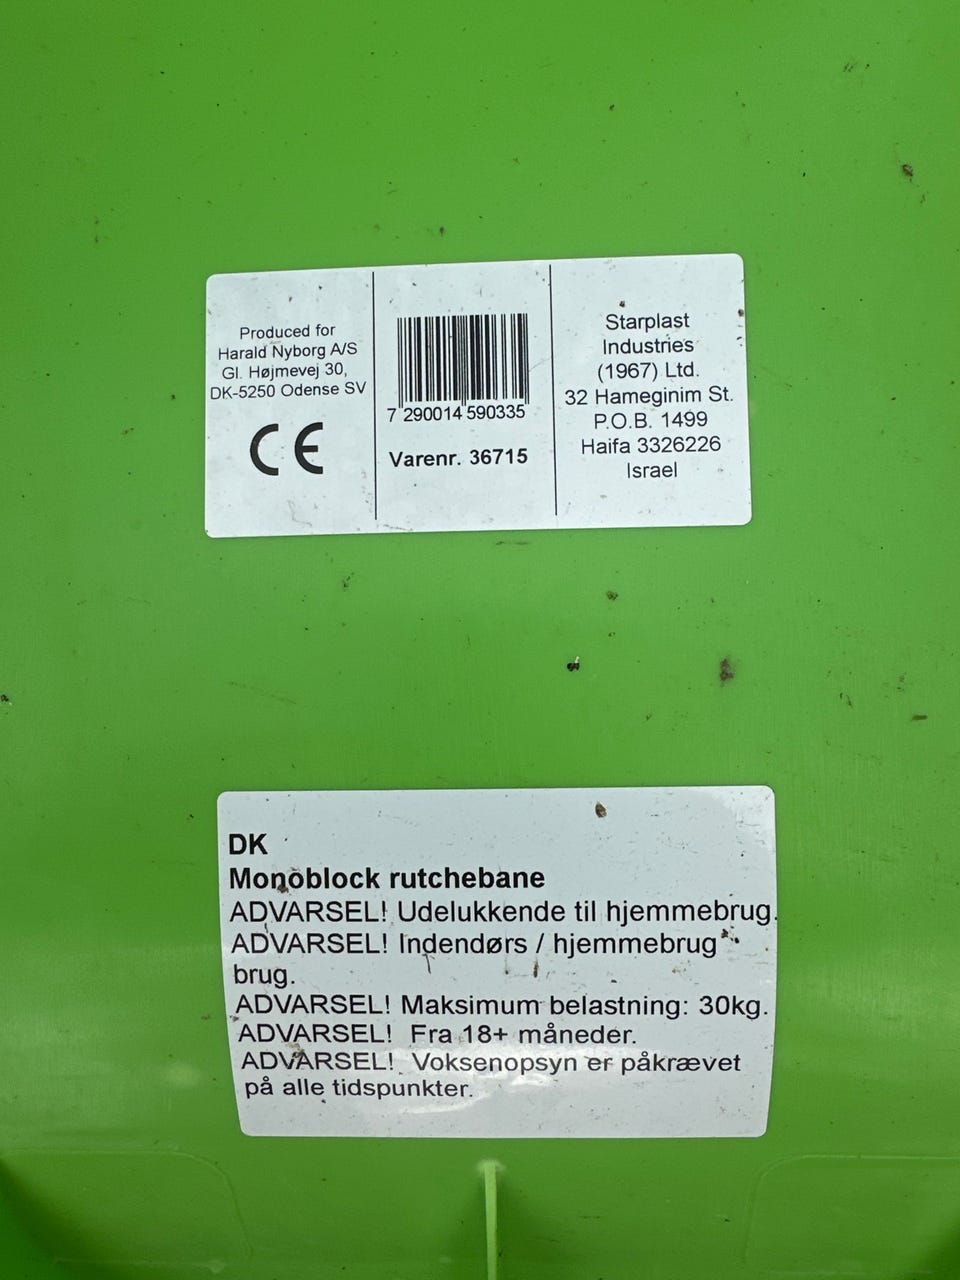 Produced for
Harald Nyborg A/S
Gl. Højmevej 30,
DK-5250 Odense SV
CE
7 290014 590335
Varenr. 36715
Starplast
Industries
(1967) Ltd.
32 Hameginim St.
P.O.B. 1499
Haifa 3326226
Israel
DK
Monoblock rutchebane
ADVARSEL! Udelukkende til hjemmebrug.
ADVARSEL! Indendørs / hjemmebrug
brug.
ADVARSEL! Maksimum belastning: 30kg.
ADVARSEL! Fra 18+ måneder.
ADVARSEL! Voksenopsyn er påkrævet
på alle tidspunkter.